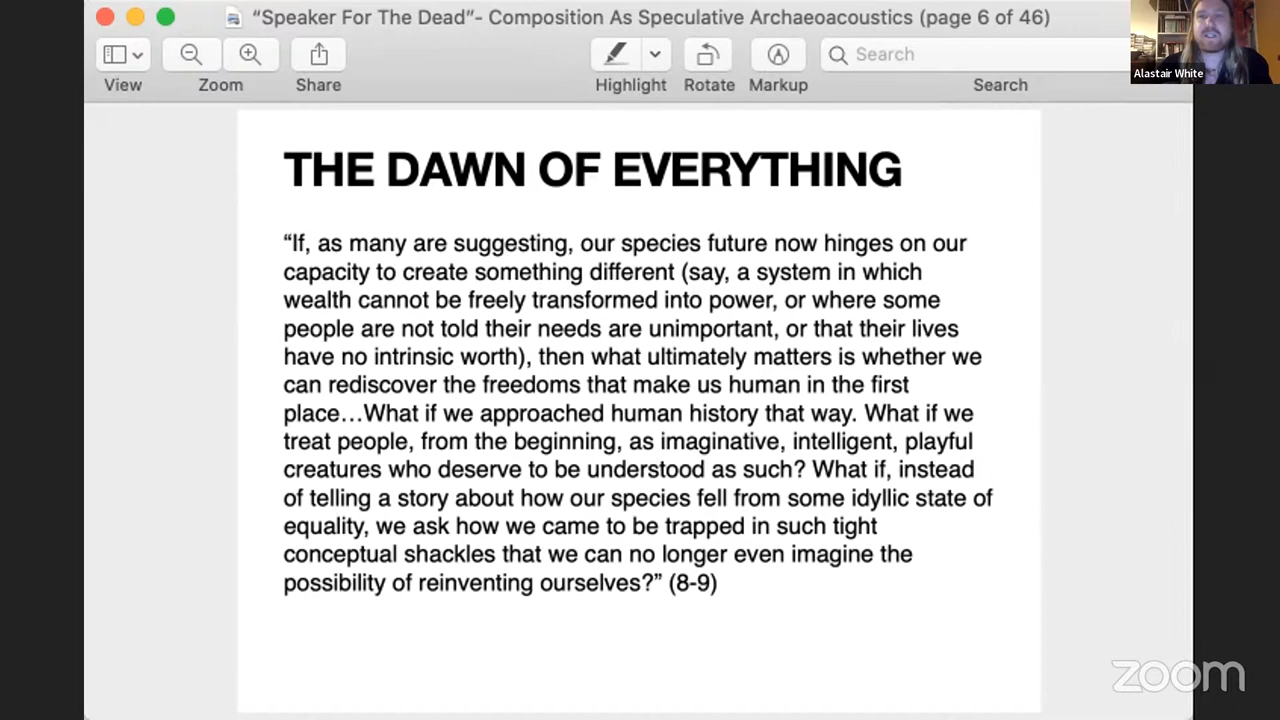 “Speaker For The Dead”- Composition As Speculative Archaeoacoustics (page 6 of 46)
Alastair White
Search
View
Zoom
Share
Highlight
Rotate
Markup
Search
THE DAWN OF EVERYTHING
“If, as many are suggesting, our species future now hinges on our
capacity to create something different (say, a system in which
wealth cannot be freely transformed into power, or where some
people are not told their needs are unimportant, or that their lives
have no intrinsic worth), then what ultimately matters is whether we
can rediscover the freedoms that make us human in the first
place…What if we approached human history that way. What if we
treat people, from the beginning, as imaginative, intelligent, playful
creatures who deserve to be understood as such? What if, instead
of telling a story about how our species fell from some idyllic state of
equality, we ask how we came to be trapped in such tight
conceptual shackles that we can no longer even imagine the
possibility of reinventing ourselves?” (8-9)
zoom